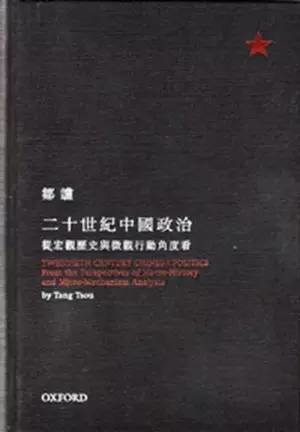 鄒讜
二十世紀中國政治
從宏觀歷史與微觀行動角度看
TWENTIETH CENTURY CHINESE POLITICS
From the Perspectives of Macro-History
and Micro-Mechanism Analysis
by Tang Tsou
OXFORD